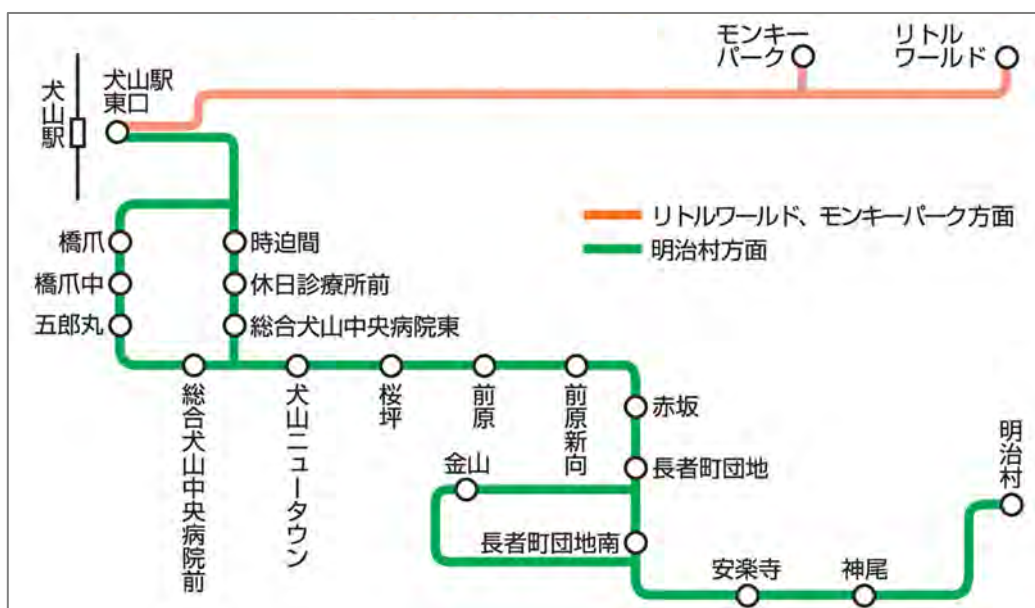 モンキー
パーク
リトル
ワールド
犬山駅
犬山駅
東口
リトルワールド、モンキーパーク方面
明治村方面
橋爪
時迫間
橋爪中
休日診療所前
五郎丸
総合犬山中央病院東
総合犬山中央病院前
犬山ニュータウン
桜坪
前原
前原新向
赤坂
長者町団地
金山
長者町団地南
明治村
安楽寺
神尾